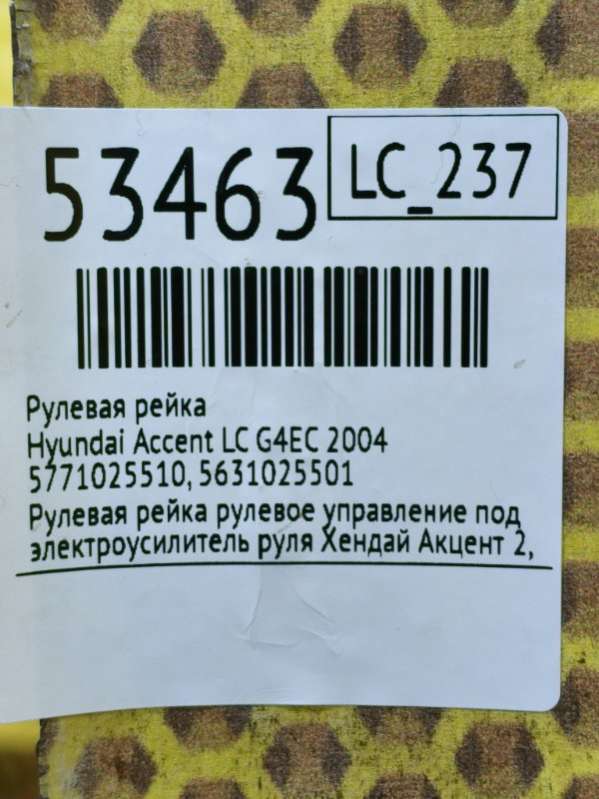 53463
LC_237
Рулевая рейка
Hyundai Accent LC G4EC 2004
5771025510, 5631025501
Рулевая рейка рулевое управление под
электроусилитель руля Хендай Акцент 2,